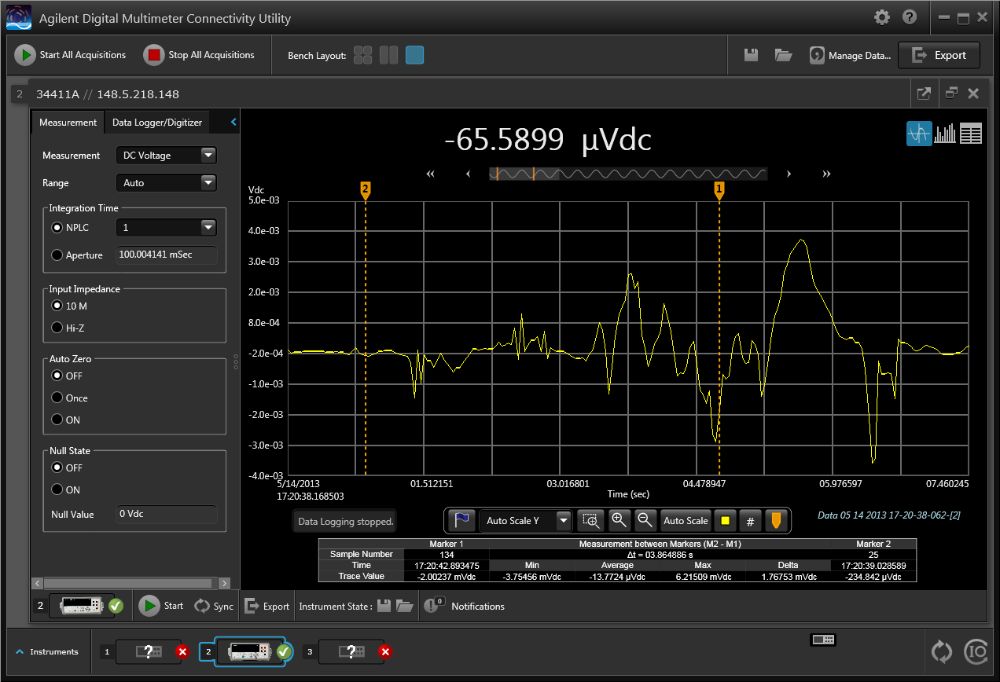 Agilent Digital Multimeter Connectivity Utility
Start All Acquisitions
Stop All Acquisitions
Bench Layout:
Manage Data...
Export
2
34411A // 148.5.218.148
Measurement
Data Logger/Digitizer
Measurement
DC Voltage
Range
Auto
Integration Time
NPLC
1
Aperture
100.004141 mSec
Input Impedance
10 M
Hi-Z
Auto Zero
OFF
Once
ON
Null State
OFF
ON
Null Value
0 Vdc
-65.5899 µVdc
2
1
Vdc
5.0e-03
4.0e-03
3.0e-03
2.0e-03
8.0e-04
-2.0e-04
-1.0e-03
-2.0e-03
-3.0e-03
-4.0e-03
5/14/2013
17:20:38.168503
01.512151
03.016801
04.478947
05.976597
07.460245
Time (sec)
Data Logging stopped.
Auto Scale Y
Auto Scale
#
Data 05 14 2013 17-20-38-062-[2]
Marker 1 Measurement between Markers (M2 - M1) Marker 2
Sample Number 134 Δt = 03.864886 s 25
Time 17:20:42.893475 Min Average Max Delta 17:20:39.028589
Trace Value -2.00237 mVdc -3.75456 mVdc -13.7724 µVdc 6.21509 mVdc 1.76753 mVdc -234.842 µVdc
2
Start
Sync
Export
Instrument State :
0
Notifications
Instruments
1
?
2
3
?
IO